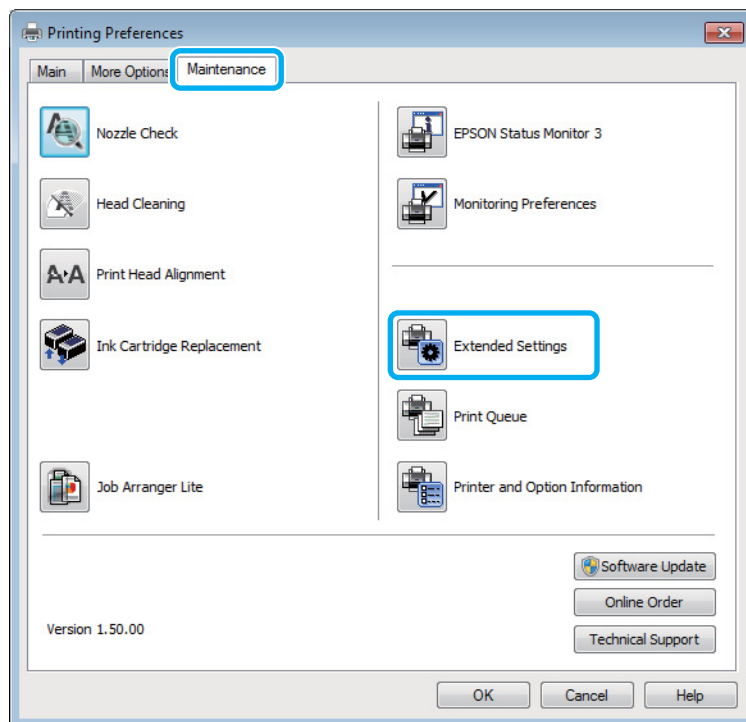 Printing Preferences
Main
More Options
Maintenance
Nozzle Check
Head Cleaning
A A Print Head Alignment
Ink Cartridge Replacement
Job Arranger Lite
EPSON Status Monitor 3
Monitoring Preferences
Extended Settings
Print Queue
Printer and Option Information
Version 1.50.00
Software Update
Online Order
Technical Support
OK
Cancel
Help